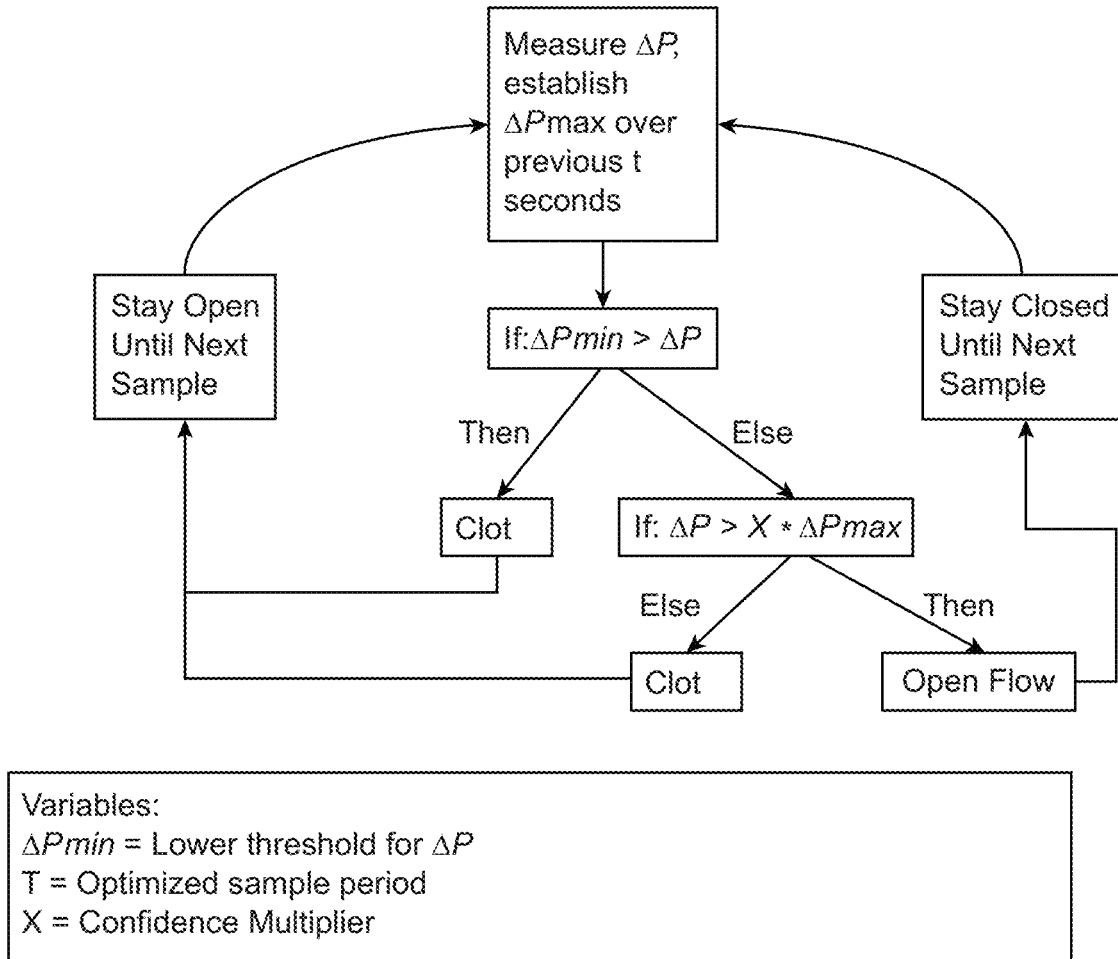 Measure ΔP,
establish
ΔPmax over
previous t
seconds
Stay Open
Until Next
Sample
If:ΔPmin > ΔP
Stay Closed
Until Next
Sample
Then
Else
Clot
If: ΔP > X * ΔPmax
Else
Then
Clot
Open Flow
Variables:
ΔPmin = Lower threshold for ΔP
T = Optimized sample period
X = Confidence Multiplier